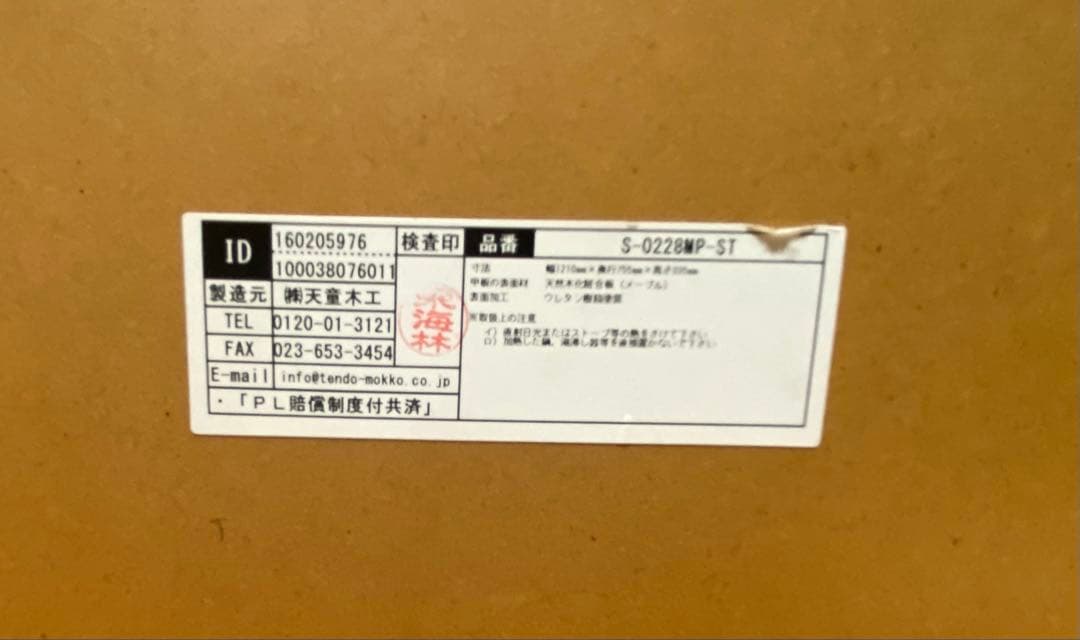 ID
160205976
100038076011
検査印
製造元
㈱天童木工
TEL
0120-01-3121
FAX
023-653-3454
E-mail
info@tendo-mokko.co.jp
・「PL賠償制度付共済」
海林
品番
S-0228MP-ST
寸法 幅1210mm×奥行755mm×高さ
甲板の表面材 天然木化粧合板（メープル）
表面加工 ウレタン樹脂塗装
※取扱上の注意
イ）直射日光またはストーブ等の熱をさけて下さい
ロ）加熱した鍋、湯沸し器等を直接置かないで下さい